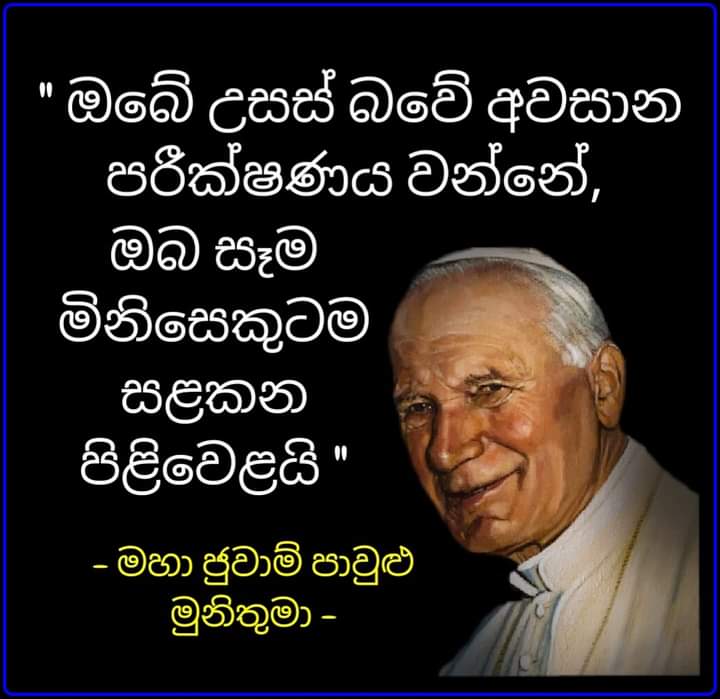 " ඔබේ උසස් බවේ අවසාන
පරීක්ෂණය වන්නේ,
ඔබ සෑම
මිනිසෙකුටම
සළකන
පිළිවෙළයි "
– මහා ජුවාම් පාවුළු
මුනිතුමා –